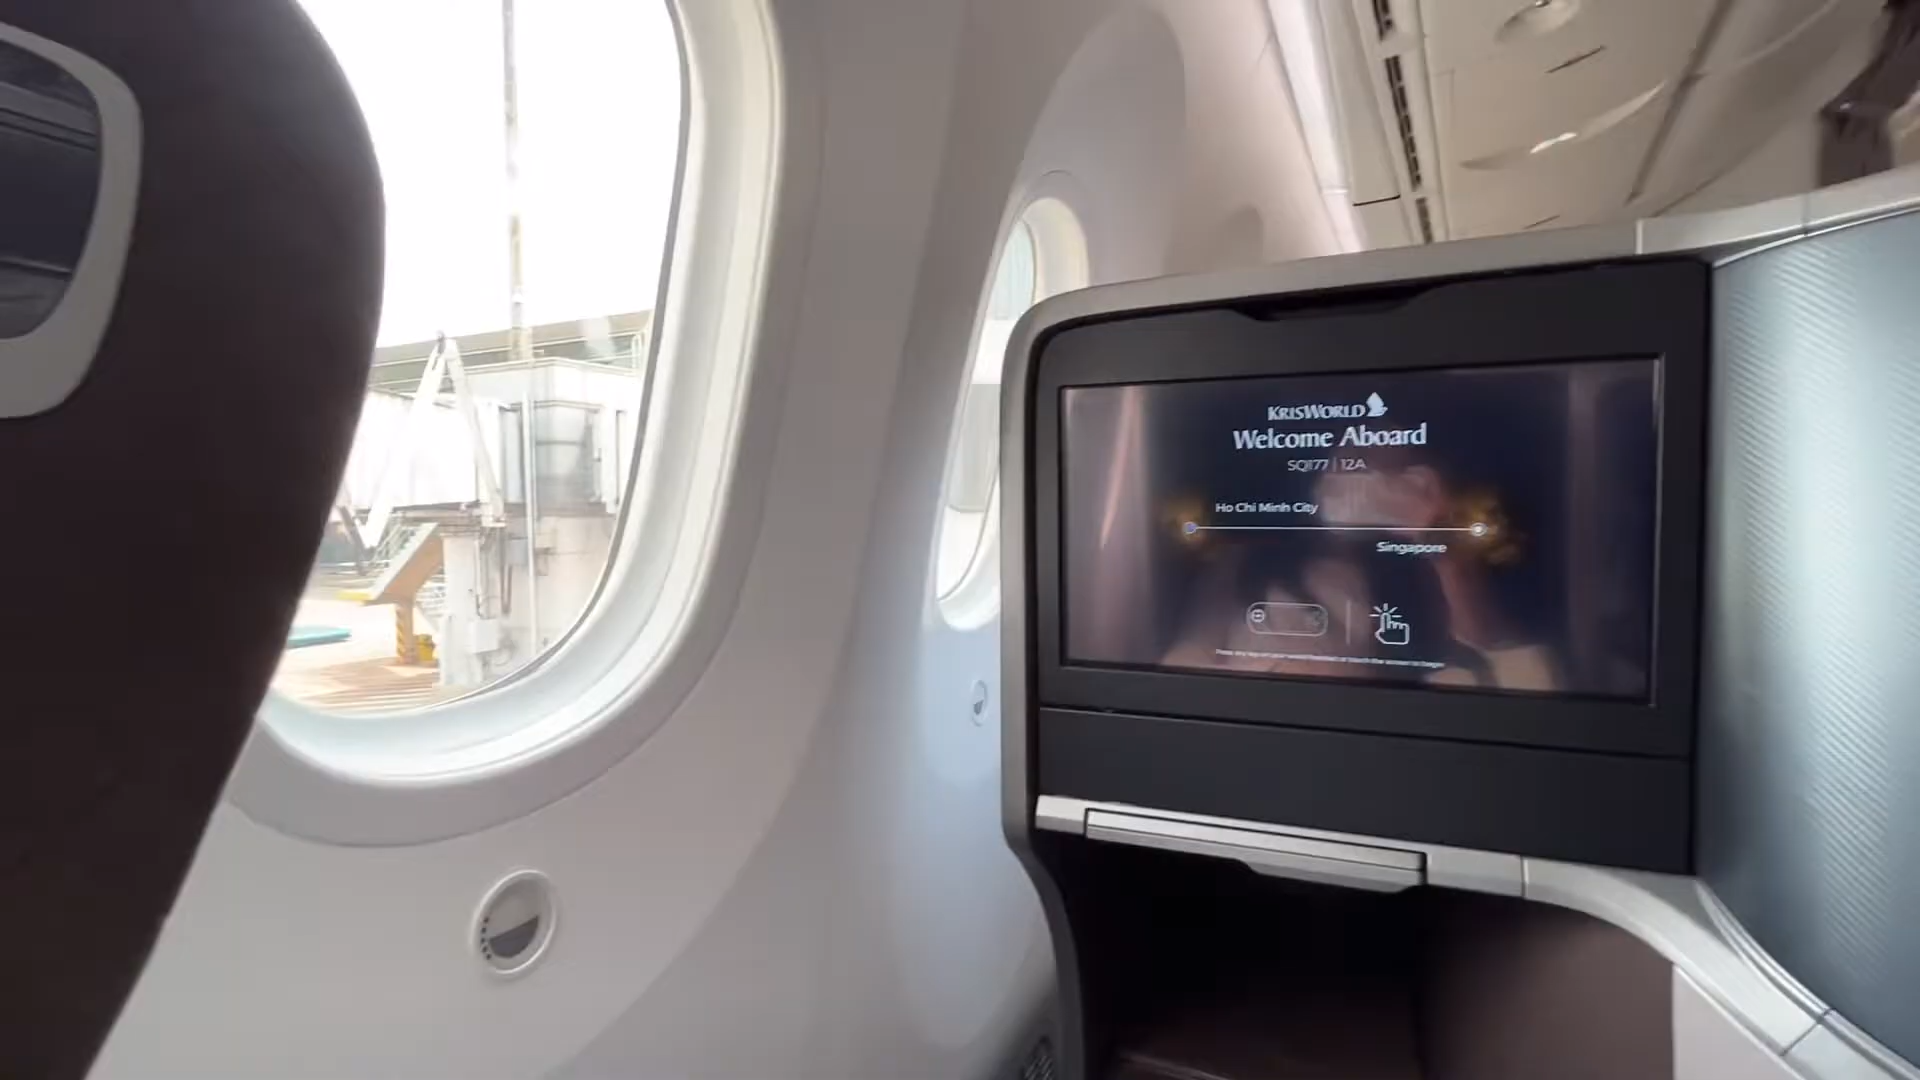 KRISWORLD
Welcome Aboard
SQ177 | 12A
Ho Chi Minh City
Singapore